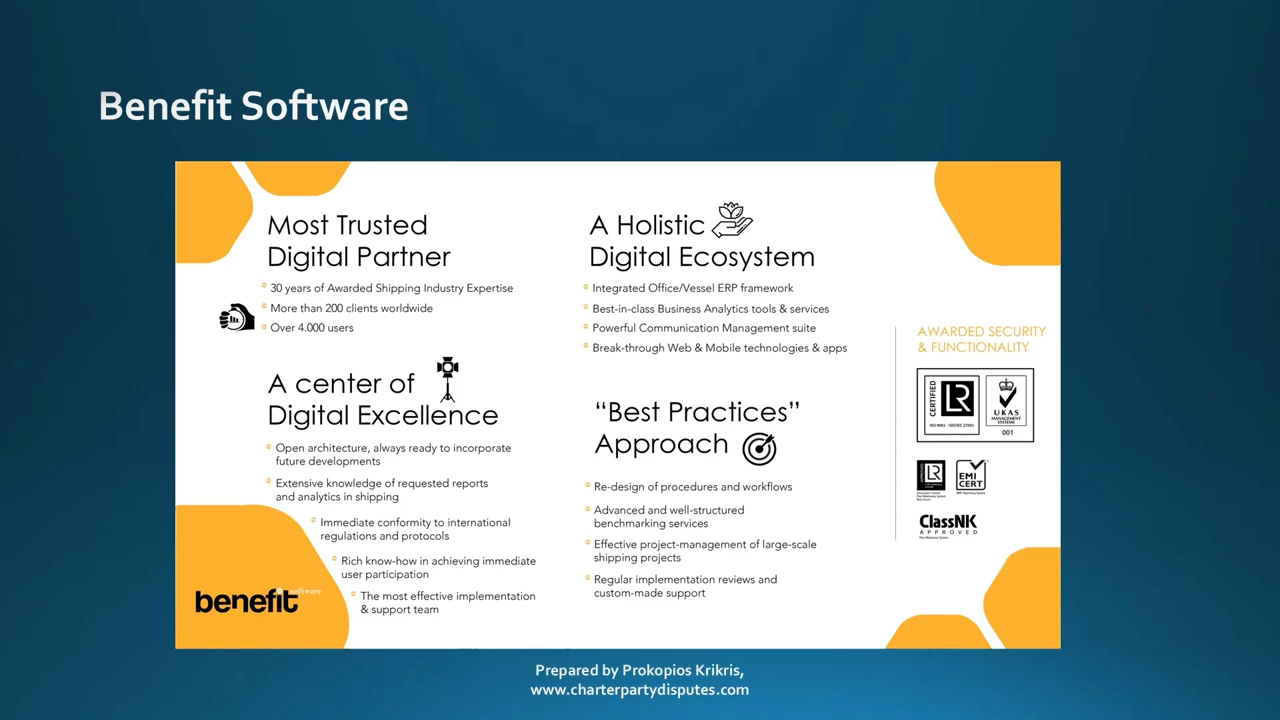 Benefit Software
Most Trusted
Digital Partner
30 years of Awarded Shipping Industry Expertise
More than 200 clients worldwide
Over 4.000 users
A center of
Digital Excellence
Open architecture, always ready to incorporate
future developments
Extensive knowledge of requested reports
and analytics in shipping
Immediate conformity to international
regulations and protocols
Rich know-how in achieving immediate
user participation
The most effective implementation
& support team
benefit software
A Holistic
Digital Ecosystem
Integrated Office/Vessel ERP framework
Best-in-class Business Analytics tools & services
Powerful Communication Management suite
Break-through Web & Mobile technologies & apps
“Best Practices”
Approach
Re-design of procedures and workflows
Advanced and well-structured
benchmarking services
Effective project-management of large-scale
shipping projects
Regular implementation reviews and
custom-made support
AWARDED SECURITY
& FUNCTIONALITY
CERTIFIED
LR
ISO 9001 · ISO/IEC 27001
UKAS
MANAGEMENT
SYSTEMS
001
LR
EMI
CERT
ClassNK
APPROVED
Prepared by Prokopios Krikris,
www.charterpartydisputes.com